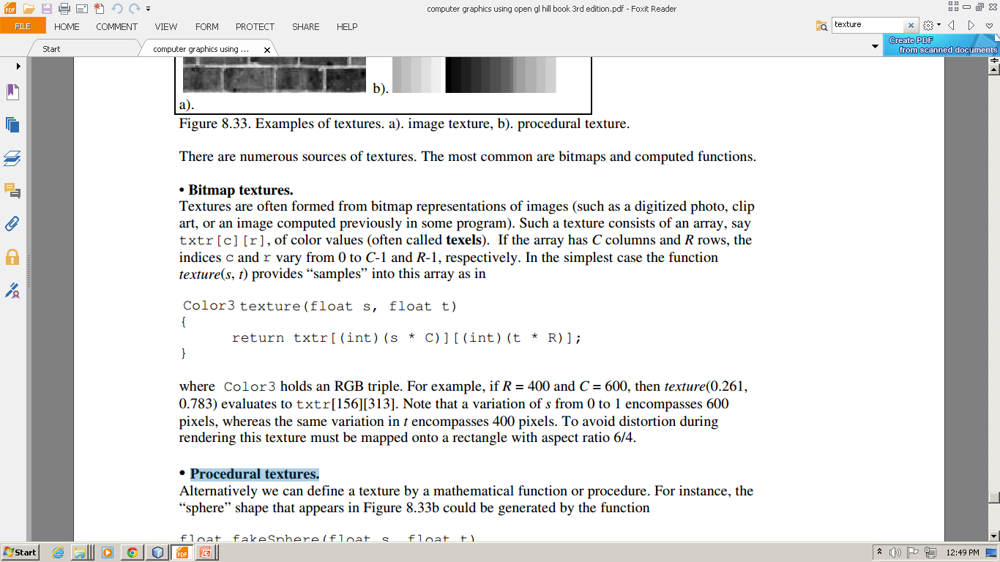 computer graphics using open gl hill book 3rd edition.pdf - Foxit Reader
FILE HOME COMMENT VIEW FORM PROTECT SHARE HELP
texture
Start computer graphics using ... x
Create PDF
from scanned documents
b).
a).
Figure 8.33. Examples of textures. a). image texture, b). procedural texture.
There are numerous sources of textures. The most common are bitmaps and computed functions.
• Bitmap textures.
Textures are often formed from bitmap representations of images (such as a digitized photo, clip
art, or an image computed previously in some program). Such a texture consists of an array, say
txtr[c][r], of color values (often called texels). If the array has C columns and R rows, the
indices c and r vary from 0 to C-1 and R-1, respectively. In the simplest case the function
texture(s, t) provides “samples” into this array as in
Color3 texture(float s, float t)
{
return txtr[(int)(s * C)][(int)(t * R)];
}
where Color3 holds an RGB triple. For example, if R = 400 and C = 600, then texture(0.261,
0.783) evaluates to txtr[156][313]. Note that a variation of s from 0 to 1 encompasses 600
pixels, whereas the same variation in t encompasses 400 pixels. To avoid distortion during
rendering this texture must be mapped onto a rectangle with aspect ratio 6/4.
• Procedural textures.
Alternatively we can define a texture by a mathematical function or procedure. For instance, the
“sphere” shape that appears in Figure 8.33b could be generated by the function
float fakeSphere(float s, float t)
Start
PDF
12:49 PM